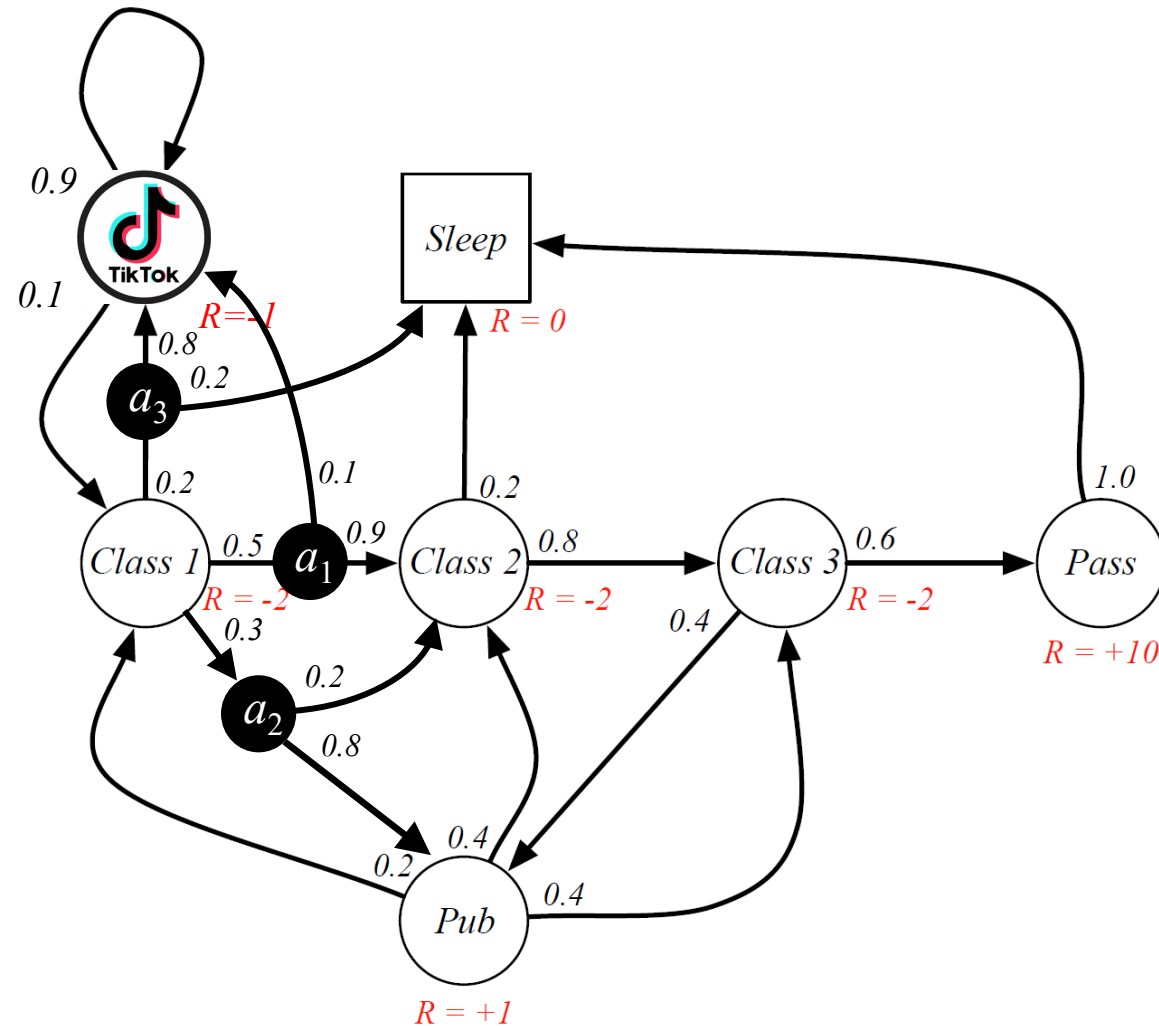 0.9
TikTok
Sleep
0.1
R=-1
R = 0
0.8
0.2
a3
0.2
0.1
0.2
1.0
Class 1
0.5
a1
0.9
Class 2
0.8
Class 3
0.6
Pass
R = -2
R = -2
R = -2
0.3
0.4
R = +10
0.2
a2
0.8
0.4
0.2
0.4
Pub
R = +1